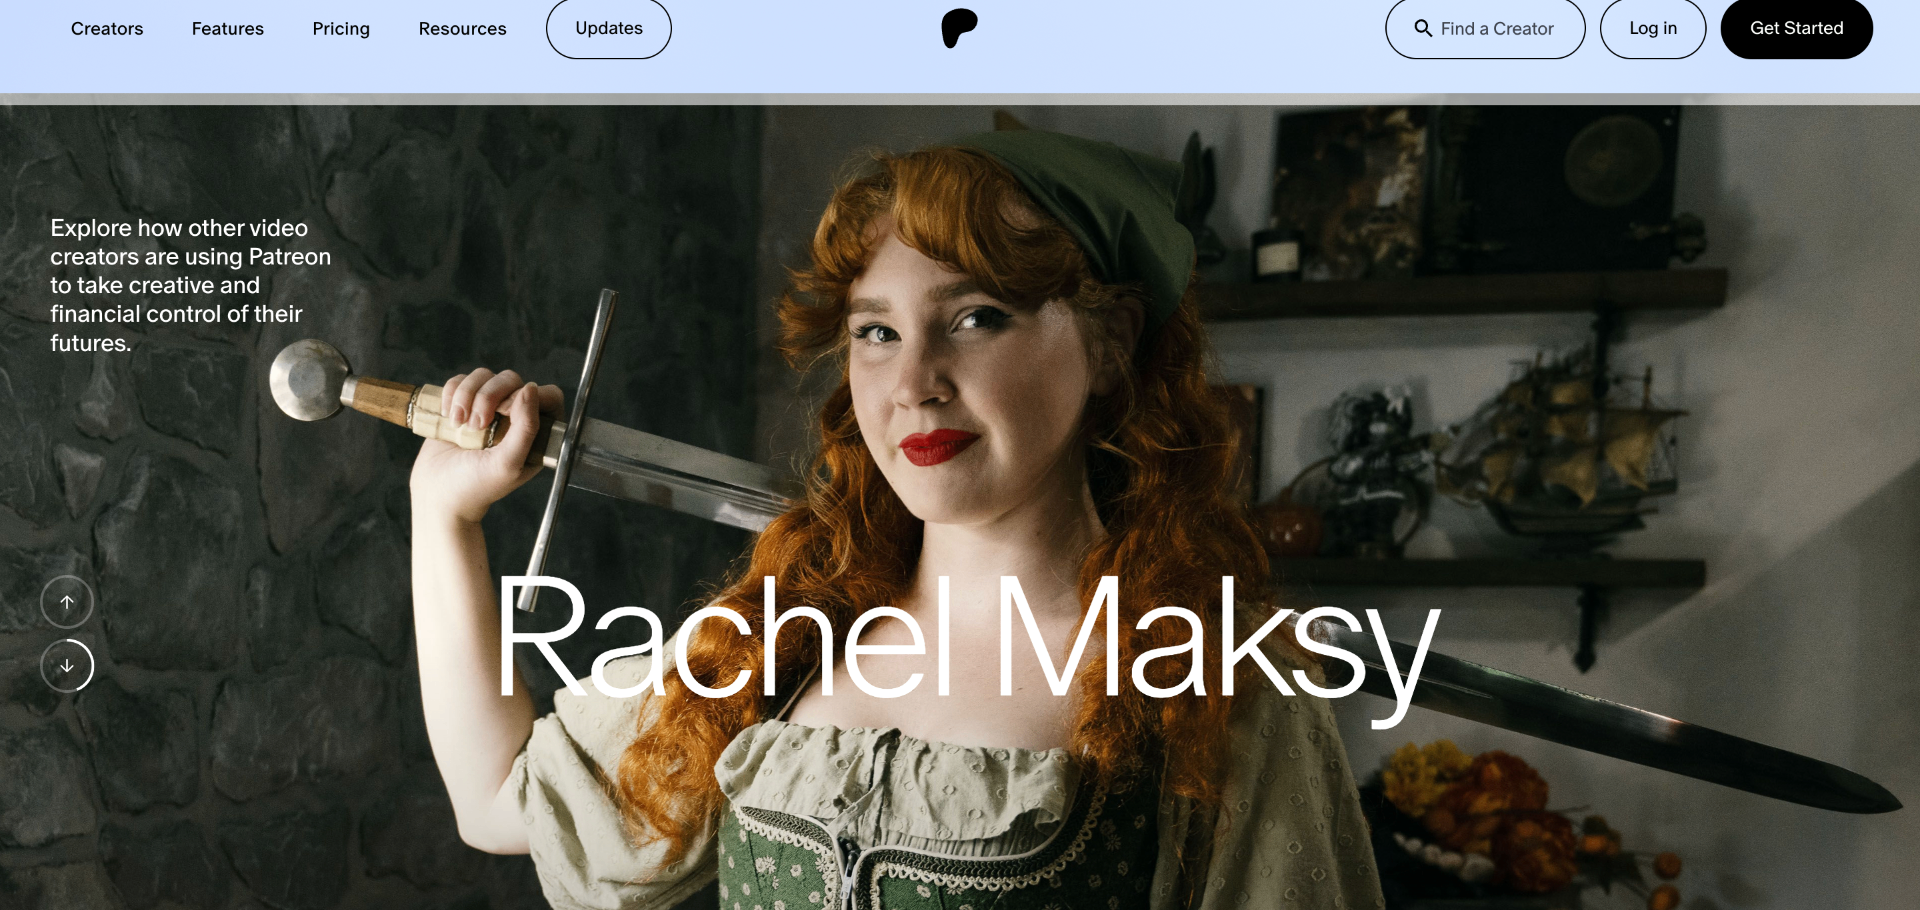 Creators
Features
Pricing
Resources
Updates
Find a Creator
Log in
Get Started
Explore how other video
creators are using Patreon
to take creative and
financial control of their
futures.
Rachel Maksy